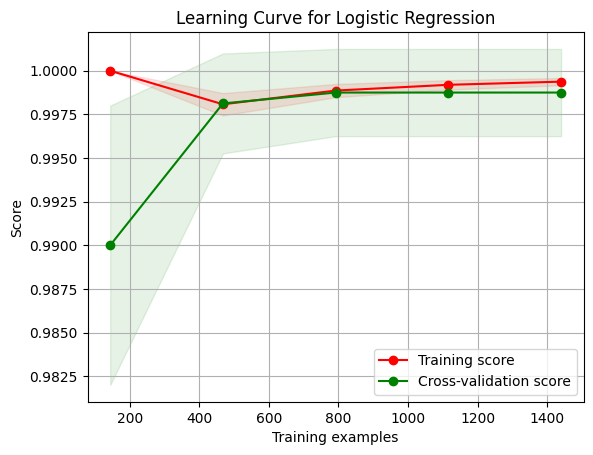 Learning Curve for Logistic Regression
1.0000
0.9975
0.9950
0.9925
0.9900
0.9875
0.9850
0.9825
Score
Training score
Cross-validation score
200 400 600 800 1000 1200 1400
Training examples